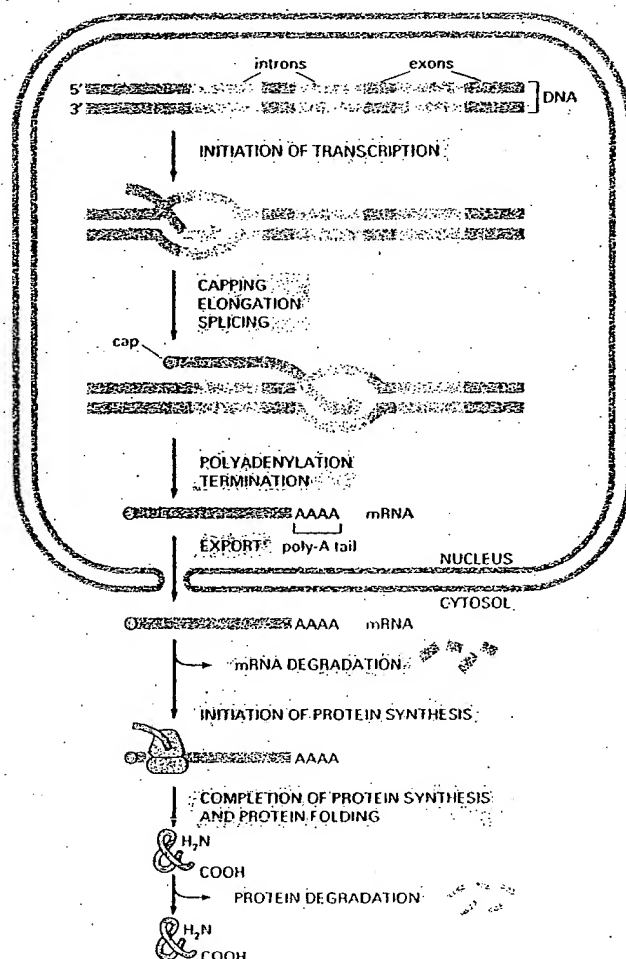 introns exons
5' DNA
3'
INITIATION OF TRANSCRIPTION
CAPPING
ELONGATION
SPLICING
cap
POLYADENYLATION
TERMINATION
AAAA mRNA
EXPORT poly-A tail
NUCLEUS
CYTOSOL
AAAA mRNA
mRNA DEGRADATION
INITIATION OF PROTEIN SYNTHESIS
AAAA
COMPLETION OF PROTEIN SYNTHESIS
AND PROTEIN FOLDING
H₂N
COOH
PROTEIN DEGRADATION
H₂N
COOH